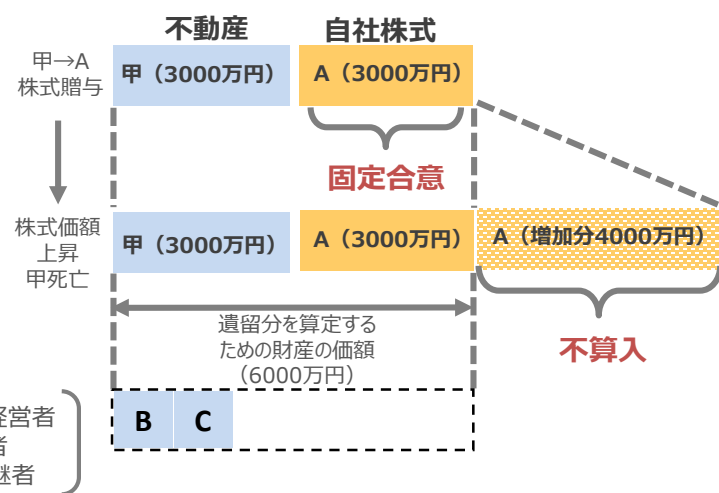 不動産
自社株式
甲→A
株式贈与
甲（3000万円）
A（3000万円）
固定合意
株式価額
上昇
甲死亡
甲（3000万円）
A（3000万円）
A（増加分4000万円）
遺留分を算定する
ための財産の価額
（6000万円）
不算入
B
C
経営者
者
継者